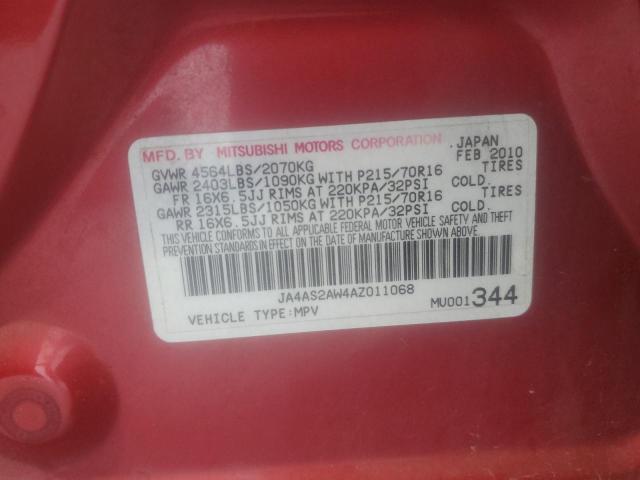 MFD. BY MITSUBISHI MOTORS CORPORATION. JAPAN
GVWR 4564LBS/2070KG FEB 2010
GAWR 2403LBS/1090KG WITH P215/70R16 TIRES
FR 16X6.5JJ RIMS AT 220KPA/32PSI COLD.
GAWR 2315LBS/1050KG WITH P215/70R16 TIRES
RR 16X6.5JJ RIMS AT 220KPA/32PSI COLD.
THIS VEHICLE CONFORMS TO ALL APPLICABLE FEDERAL MOTOR VEHICLE SAFETY AND THEFT
PREVENTION STANDARDS IN EFFECT ON THE DATE OF MANUFACTURE SHOWN ABOVE.
JA4AS2AW4AZ011068
VEHICLE TYPE:MPV MU001344